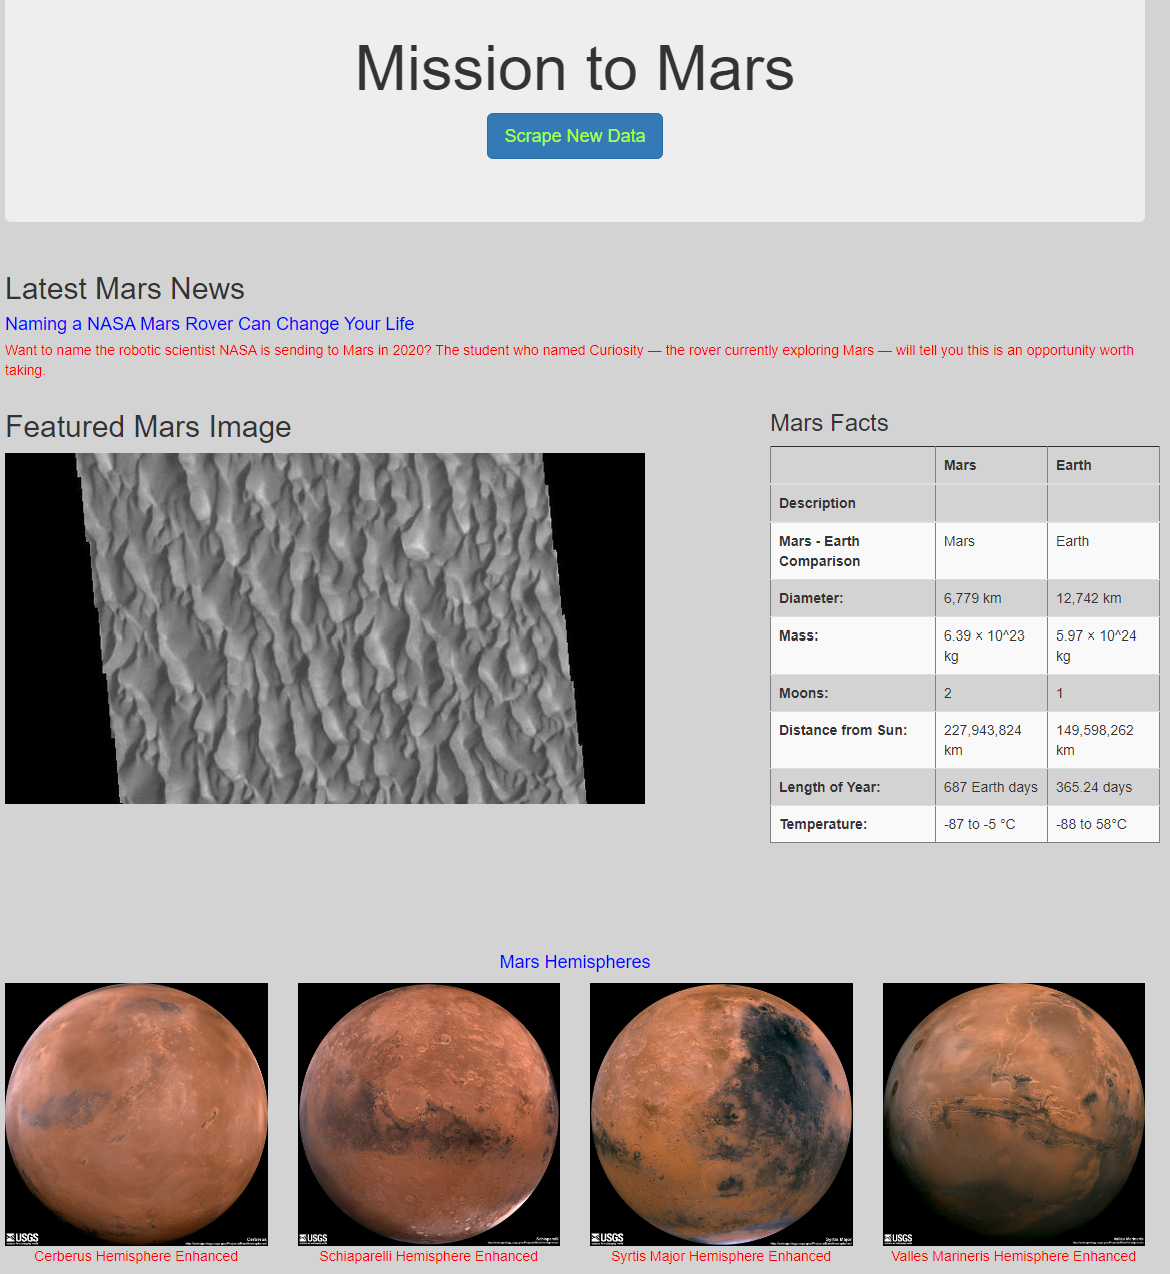 Mission to Mars
Scrape New Data
Latest Mars News
Naming a NASA Mars Rover Can Change Your Life
Want to name the robotic scientist NASA is sending to Mars in 2020? The student who named Curiosity — the rover currently exploring Mars — will tell you this is an opportunity worth
taking.
Featured Mars Image
Mars Facts
Mars Earth
Description
Mars - Earth Comparison Mars Earth
Diameter: 6,779 km 12,742 km
Mass: 6.39 × 10^23 kg 5.97 × 10^24 kg
Moons: 2 1
Distance from Sun: 227,943,824 km 149,598,262 km
Length of Year: 687 Earth days 365.24 days
Temperature: -87 to -5 °C -88 to 58°C
Mars Hemispheres
USGS Cerberus
USGS Schiaparelli
USGS Syrtis Major
USGS Valles Marineris
Cerberus Hemisphere Enhanced
Schiaparelli Hemisphere Enhanced
Syrtis Major Hemisphere Enhanced
Valles Marineris Hemisphere Enhanced